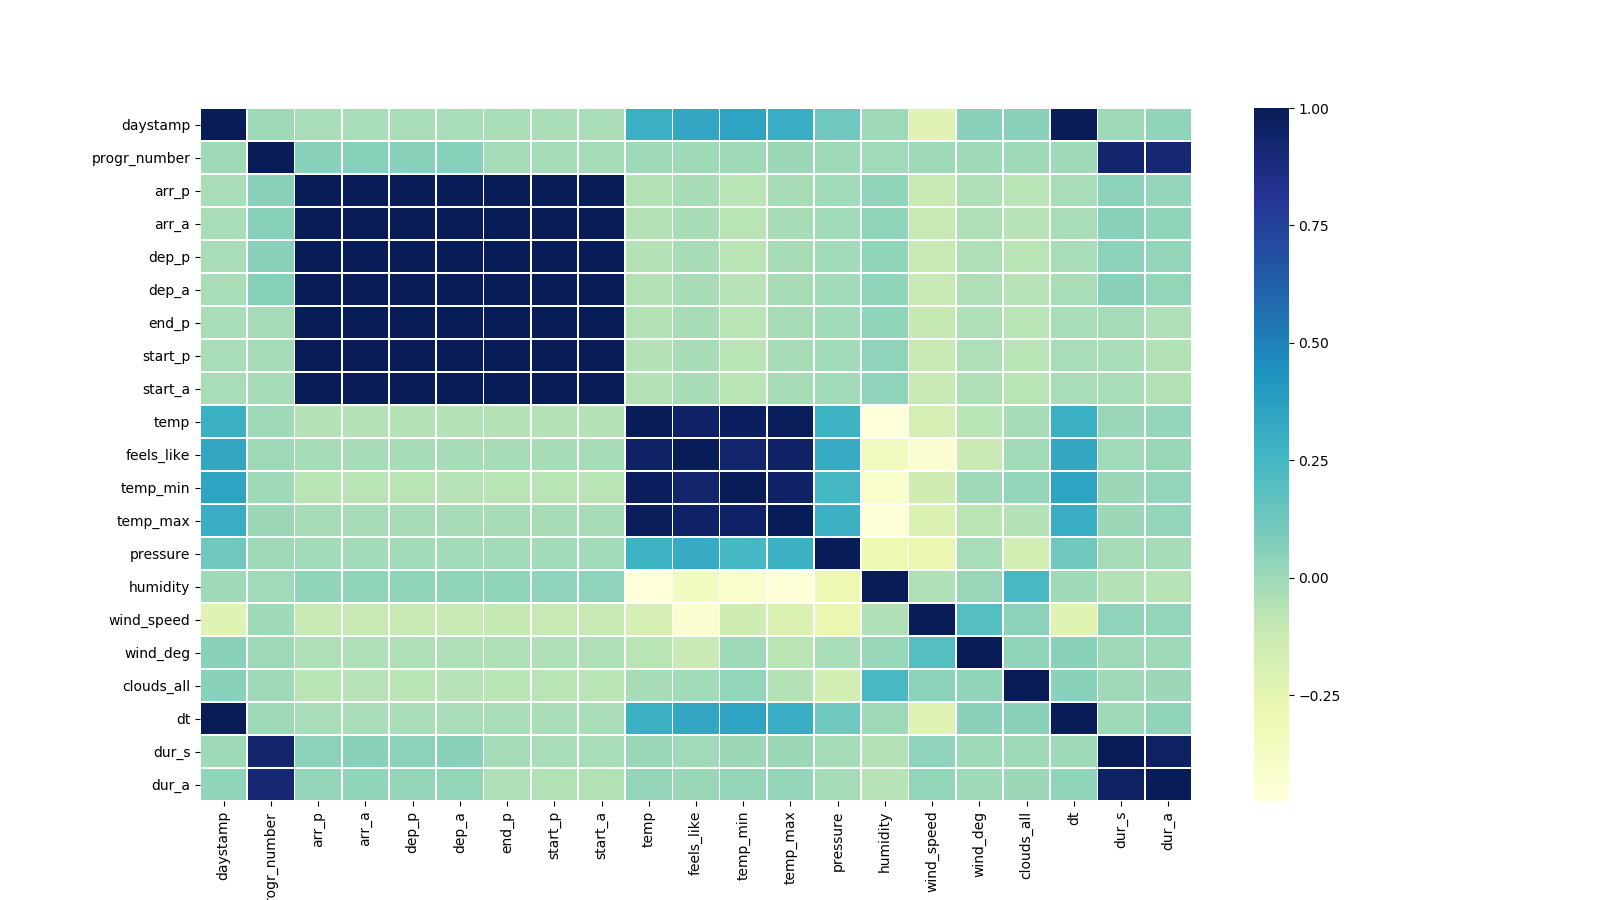 daystamp
progr_number
arr_p
arr_a
dep_p
dep_a
end_p
start_p
start_a
temp
feels_like
temp_min
temp_max
pressure
humidity
wind_speed
wind_deg
clouds_all
dt
dur_s
dur_a
daystamp
rogr_number
arr_p
arr_a
dep_p
dep_a
end_p
start_p
start_a
temp
feels_like
temp_min
temp_max
pressure
humidity
wind_speed
wind_deg
clouds_all
dt
dur_s
dur_a
1.00
0.75
0.50
0.25
0.00
−0.25